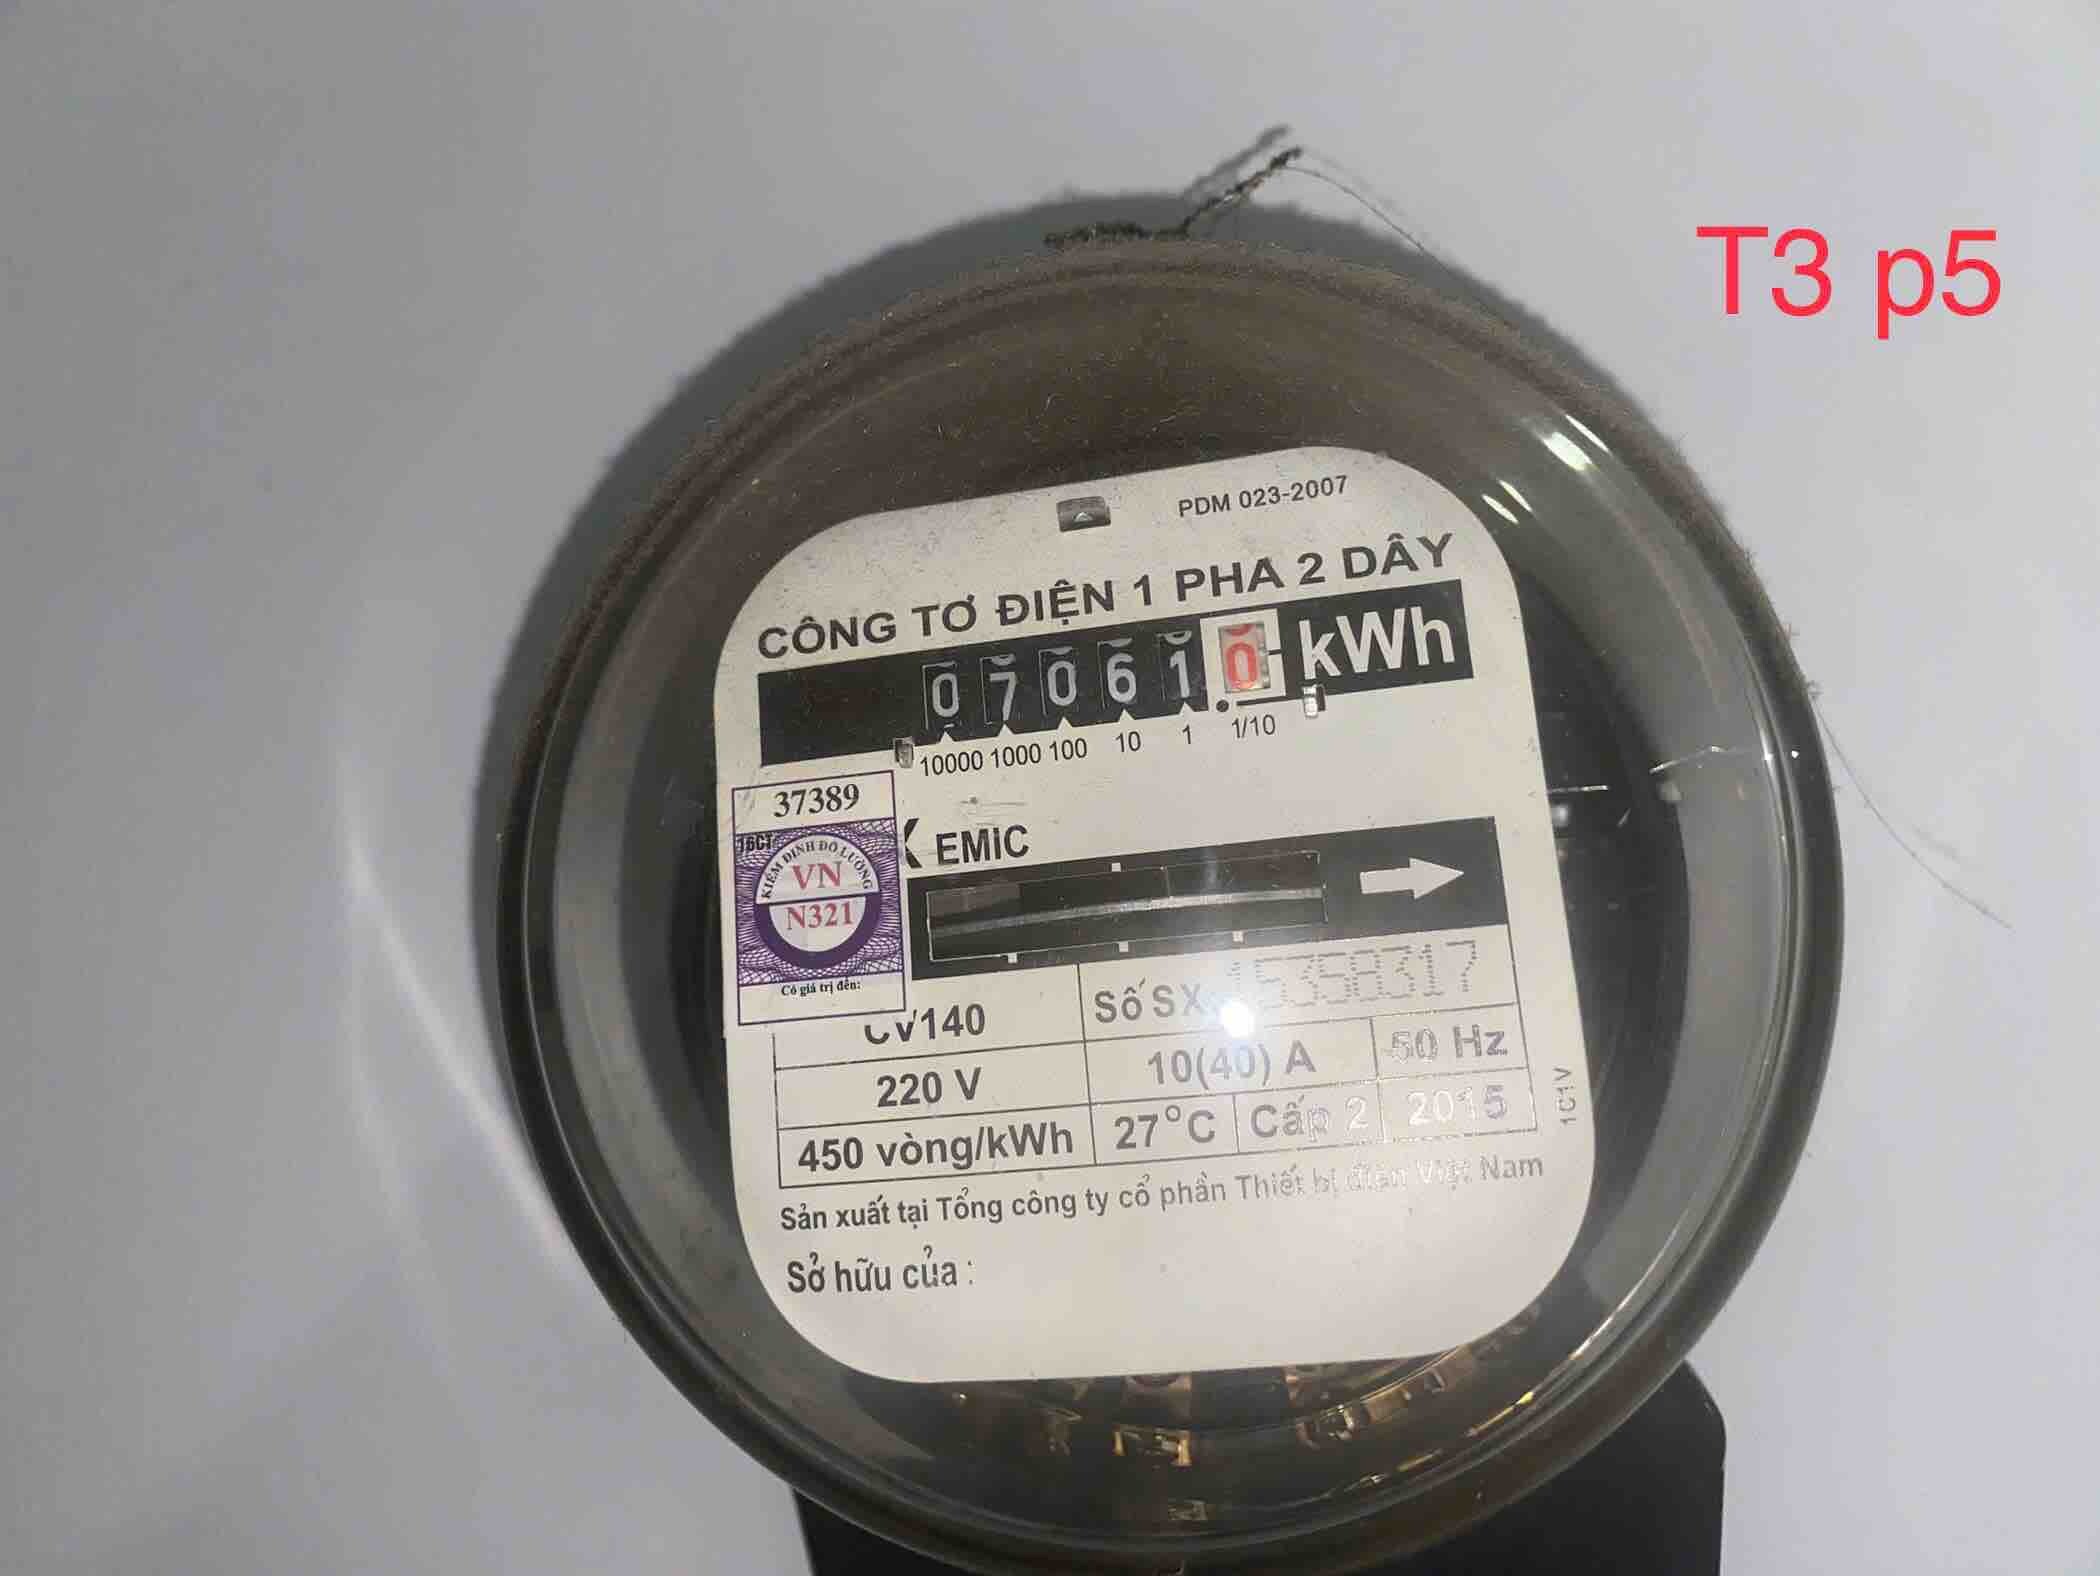 T3 p5
PDM 023-2007
CÔNG TƠ ĐIỆN 1 PHA 2 DÂY
07061.0 kWh
10000 1000 100 10 1 1/10
37389
16CT
KIỂM ĐỊNH ĐO LƯỜNG
VN
N321
Có giá trị đến:
EMIC
CV140
Số SX 15358317
220 V
10(40) A
50 Hz
450 vòng/kWh
27°C
Cấp 2
2015
1C1V
Sản xuất tại Tổng công ty cổ phần Thiết bị điện Việt Nam
Sở hữu của :